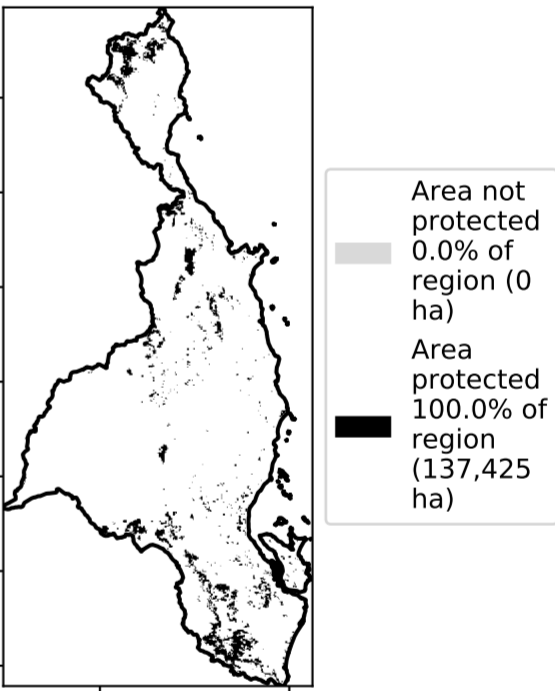 Area not
protected
0.0% of
region (0
ha)
Area
protected
100.0% of
region
(137,425
ha)